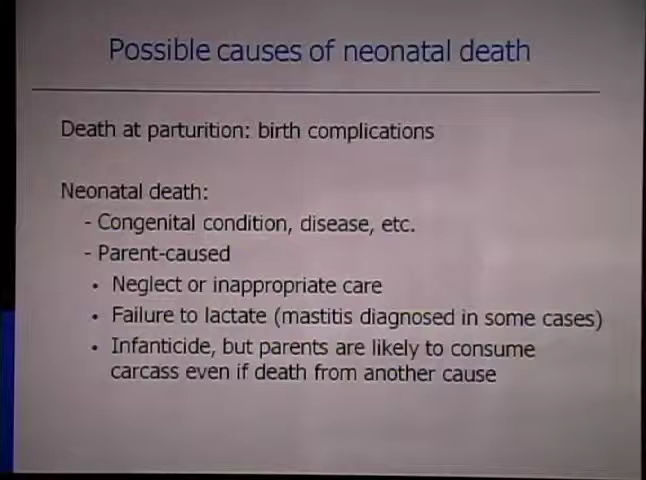 Possible causes of neonatal death
Death at parturition: birth complications
Neonatal death:
- Congenital condition, disease, etc.
- Parent-caused
• Neglect or inappropriate care
• Failure to lactate (mastitis diagnosed in some cases)
• Infanticide, but parents are likely to consume
carcass even if death from another cause